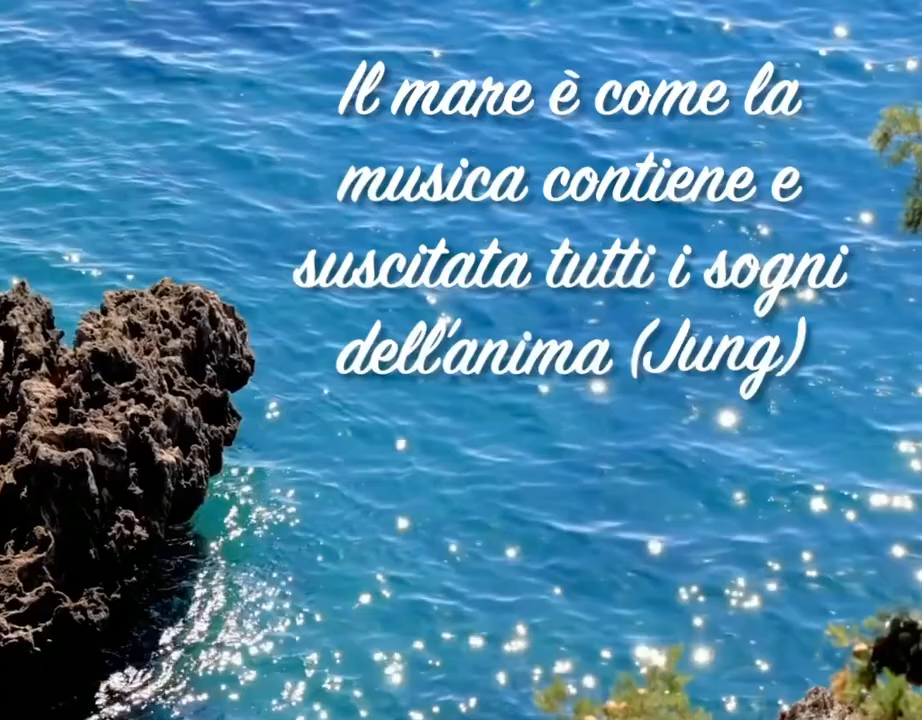 Il mare è come la
musica contiene e
suscitata tutti i sogni
dell'anima (Jung)